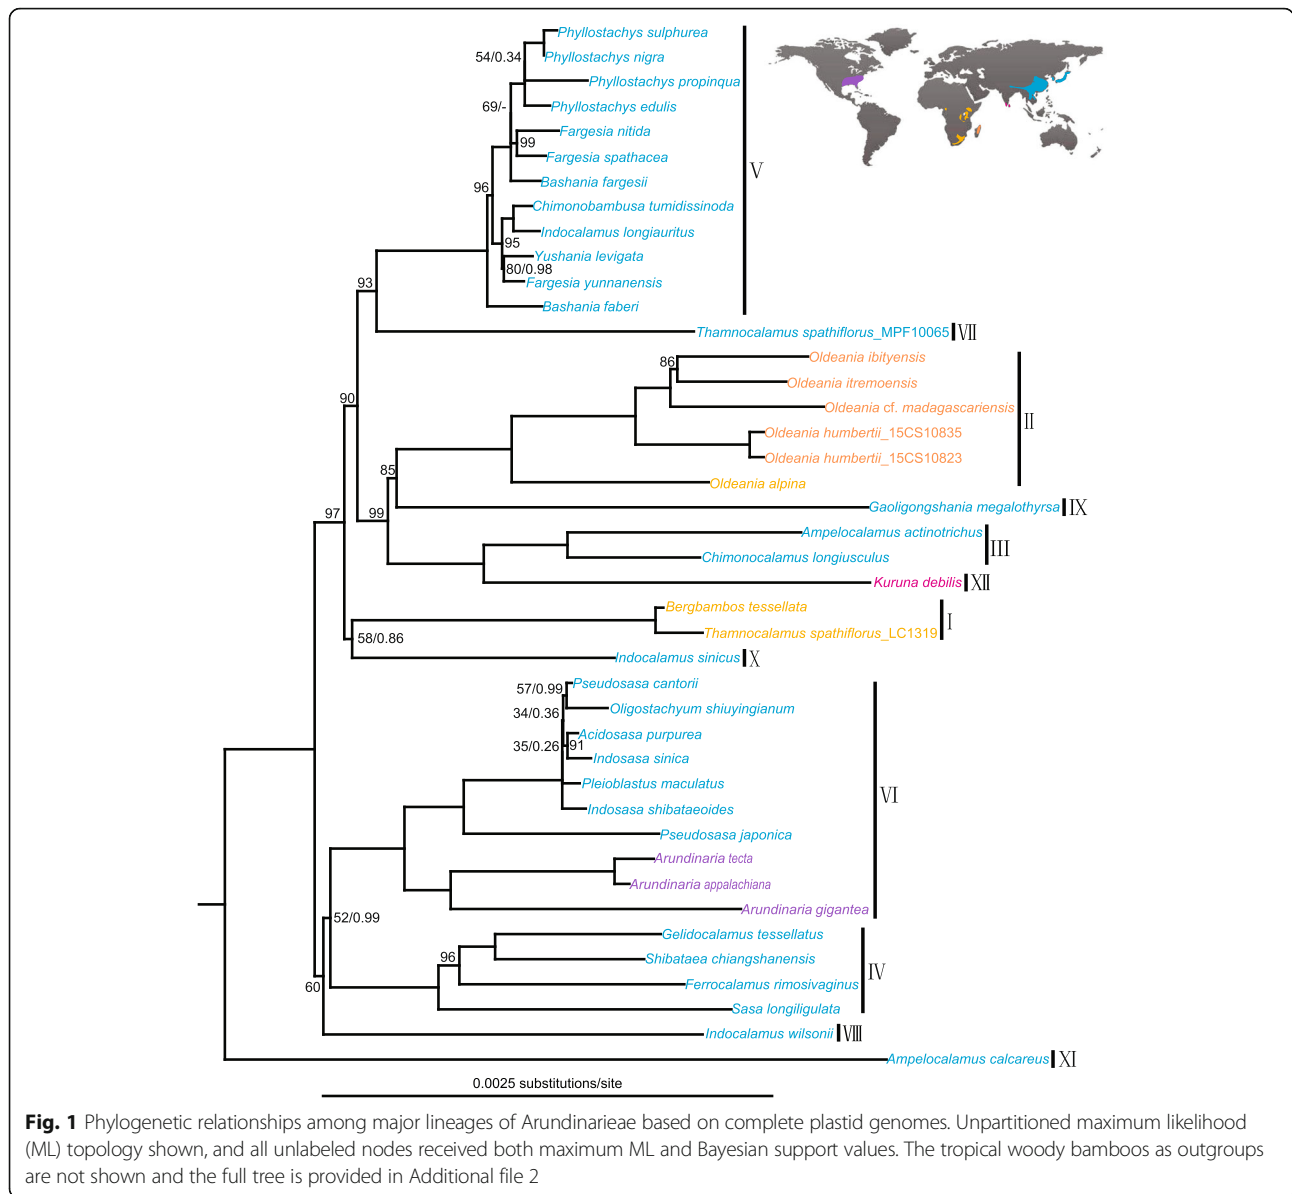 Phyllostachys sulphurea
54/0.34
Phyllostachys nigra
Phyllostachys propinqua
69/-
Phyllostachys edulis
Fargesia nitida
99
Fargesia spathacea
V
Bashania fargesii
96
Chimonobambusa tumidissinoda
Indocalamus longiauritus
95
Yushania levigata
80/0.98
Fargesia yunnanensis
93
Bashania faberi
Thamnocalamus spathiflorus_MPF10065
VII
86
Oldeania ibityensis
Oldeania itremoensis
90
Oldeania cf. madagascariensis
II
Oldeania humbertii_15CS10835
Oldeania humbertii_15CS10823
85
Oldeania alpina
Gaoligongshania megalothyrsa
IX
97
99
Ampelocalamus actinotrichus
III
Chimonocalamus longiusculus
Kuruna debilis
XII
Bergbambos tessellata
I
58/0.86
Thamnocalamus spathiflorus_LC1319
Indocalamus sinicus
X
57/0.99
Pseudosasa cantorii
34/0.36
Oligostachyum shiuyingianum
Acidosasa purpurea
35/0.26
91
Indosasa sinica
Pleioblastus maculatus
VI
Indosasa shibataeoides
Pseudosasa japonica
Arundinaria tecta
Arundinaria appalachiana
Arundinaria gigantea
52/0.99
Gelidocalamus tessellatus
96
Shibataea chiangshanensis
IV
60
Ferrocalamus rimosivaginus
Sasa longiligulata
Indocalamus wilsonii
VIII
Ampelocalamus calcareus
XI
0.0025 substitutions/site
Fig. 1 Phylogenetic relationships among major lineages of Arundinarieae based on complete plastid genomes. Unpartitioned maximum likelihood
(ML) topology shown, and all unlabeled nodes received both maximum ML and Bayesian support values. The tropical woody bamboos as outgroups
are not shown and the full tree is provided in Additional file 2